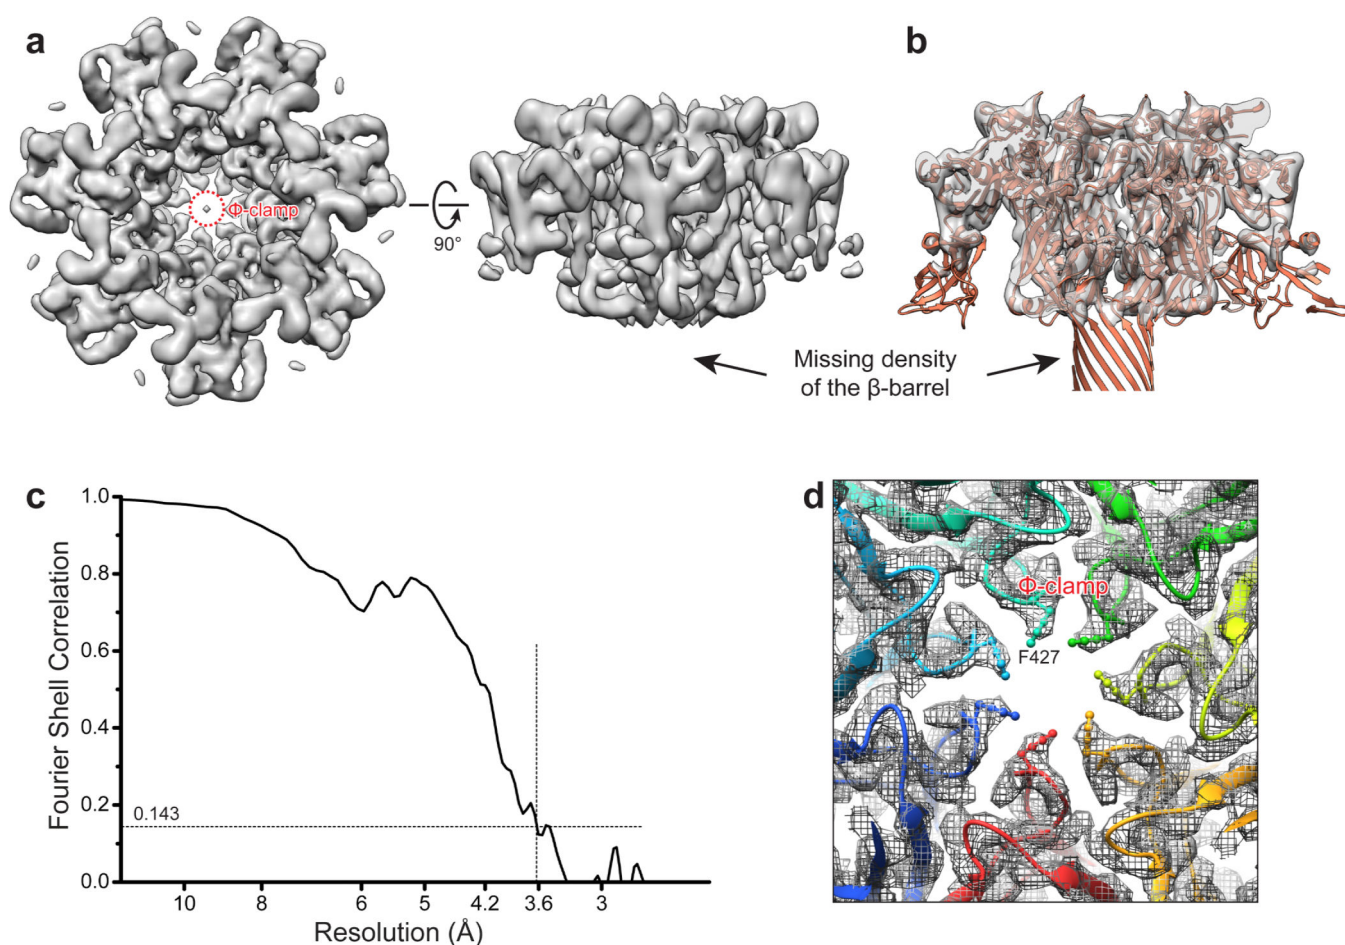 a
Φ-clamp
90°
b
Missing density
of the β-barrel
c
1.0
0.8
0.6
0.4
0.2
0.0
0.143
Fourier Shell Correlation
10 8 6 5 4.2 3.6 3
Resolution (Å)
d
Φ-clamp
F427